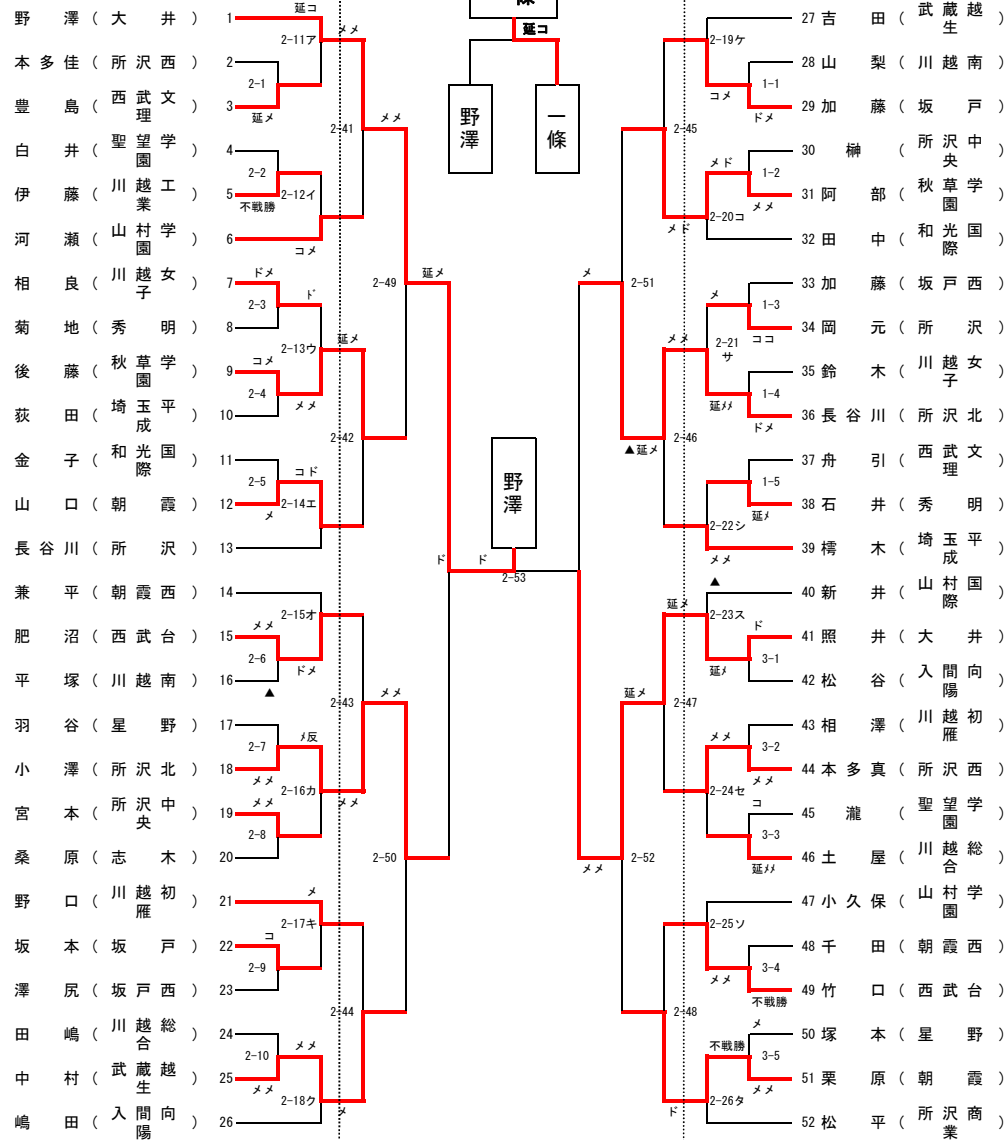 條
延コ
野澤
一條
野澤（大井）1
本多佳（所沢西）2
豊島（西武文理）3
白井（聖望学園）4
伊藤（川越工業）5
河瀬（山村学園）6
相良（川越女子）7
菊地（秀明）8
後藤（秋草学園）9
荻田（埼玉平成）10
金子（和光国際）11
山口（朝霞）12
長谷川（所沢）13
兼平（朝霞西）14
肥沼（西武台）15
平塚（川越南）16
羽谷（星野）17
小澤（所沢北）18
宮本（所沢中央）19
桑原（志木）20
野口（川越初雁）21
坂本（坂戸）22
澤尻（坂戸西）23
田嶋（川越総合）24
中村（武蔵越生）25
嶋田（入間向陽）26
延コ
2-11ア
メメ
2-1
延メ
2-41
メメ
2-2
2-12イ
不戦勝
コメ
2-49
延メ
ドメ
2-3
ド
2-13ウ
延メ
コメ
2-4
メメ
2-42
2-5
コド
2-14エ
メ
ド
ド
2-53
野澤
2-15オ
メメ
2-6
ドメ
▲
2-43
メメ
2-7
メ反
メメ
2-16カ
メメ
メメ
2-8
2-50
メ
2-17キ
コ
2-9
2-44
2-10
メメ
メメ
2-18ク
メ
27 吉田（武蔵越生）
28 山梨（川越南）
29 加藤（坂戸）
30 榊（所沢中央）
31 阿部（秋草学園）
32 田中（和光国際）
33 加藤（坂戸西）
34 岡元（所沢）
35 鈴木（川越女子）
36 長谷川（所沢北）
37 舟引（西武文理）
38 石井（秀明）
39 樗木（埼玉平成）
40 新井（山村国際）
41 照井（大井）
42 松谷（入間向陽）
43 相澤（川越初雁）
44 本多真（所沢西）
45 瀧（聖望学園）
46 土屋（川越総合）
47 小久保（山村学園）
48 千田（朝霞西）
49 竹口（西武台）
50 塚本（星野）
51 栗原（朝霞）
52 松平（所沢商業）
2-19ケ
1-1
コメ
ドメ
2-45
メド
1-2
メメ
2-20コ
メド
メ
2-51
メ
1-3
ココ
2-21サ
メメ
1-4
延メメ
ドメ
▲延メ
2-46
1-5
延メ
2-22シ
メメ
▲
延メ
2-23ス
ド
3-1
延メ
延メ
2-47
メメ
3-2
メメ
2-24セ
コ
3-3
延メメ
2-52
メメ
2-25ソ
3-4
メメ
不戦勝
2-48
メ
不戦勝
3-5
メメ
2-26タ
ド